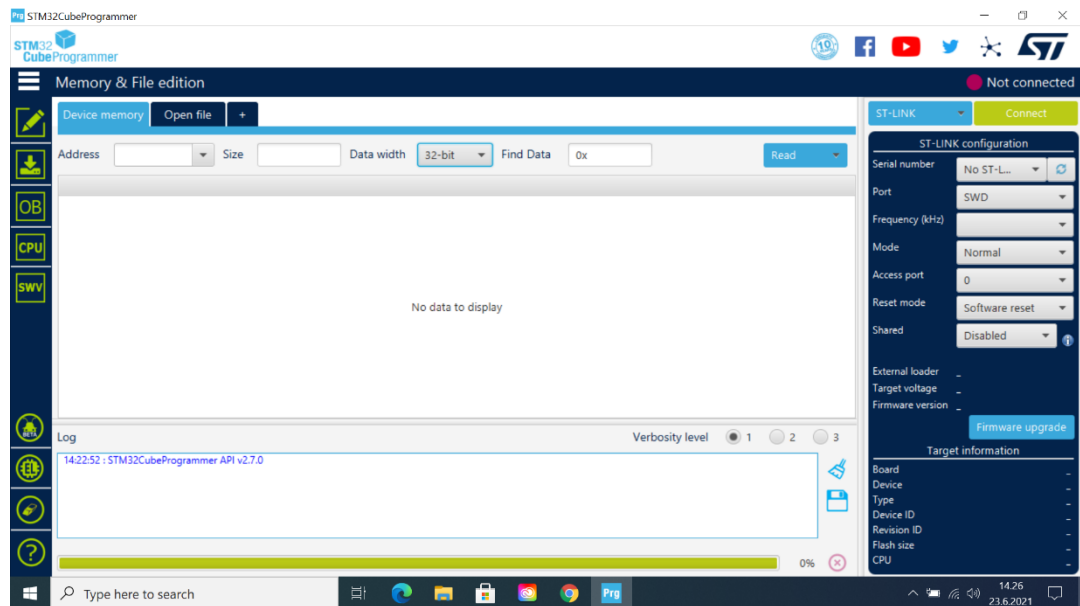 Prg STM32CubeProgrammer
STM32
CubeProgrammer
10
Memory & File edition
Not connected
Device memory Open file +
ST-LINK Connect
Address Size Data width 32-bit Find Data 0x Read
ST-LINK configuration
Serial number No ST-L...
Port SWD
Frequency (kHz)
Mode Normal
Access port 0
Reset mode Software reset
Shared Disabled
OB
CPU
SWV
No data to display
External loader -
Target voltage -
Firmware version -
Firmware upgrade
BETA
Log Verbosity level 1 2 3
14:22:52 : STM32CubeProgrammer API v2.7.0
Target information
Board -
Device -
Type -
Device ID -
Revision ID -
Flash size -
CPU -
0%
Type here to search
Prg
14.26
23.6.2021